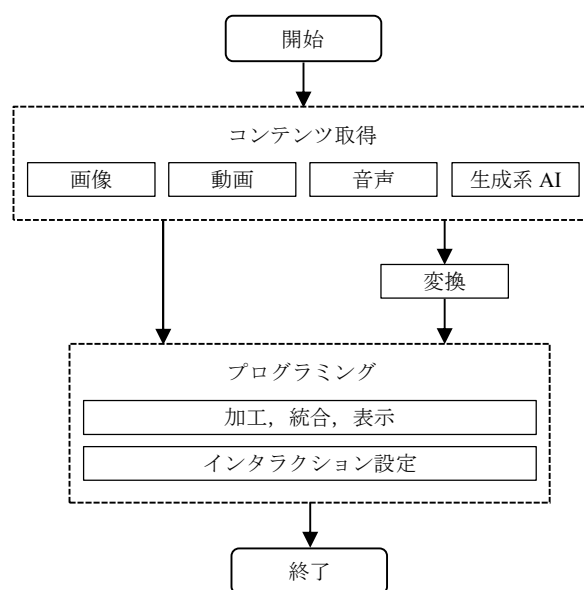 開始
コンテンツ取得
画像
動画
音声
生成系 AI
変換
プログラミング
加工，統合，表示
インタラクション設定
終了